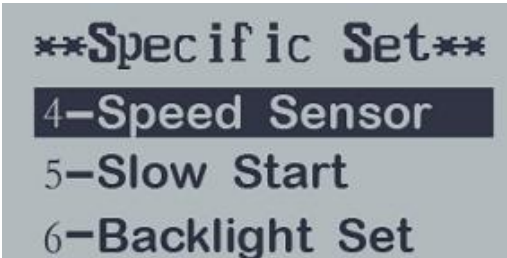 **Specific Set**
4-Speed Sensor
5-Slow Start
6-Backlight Set